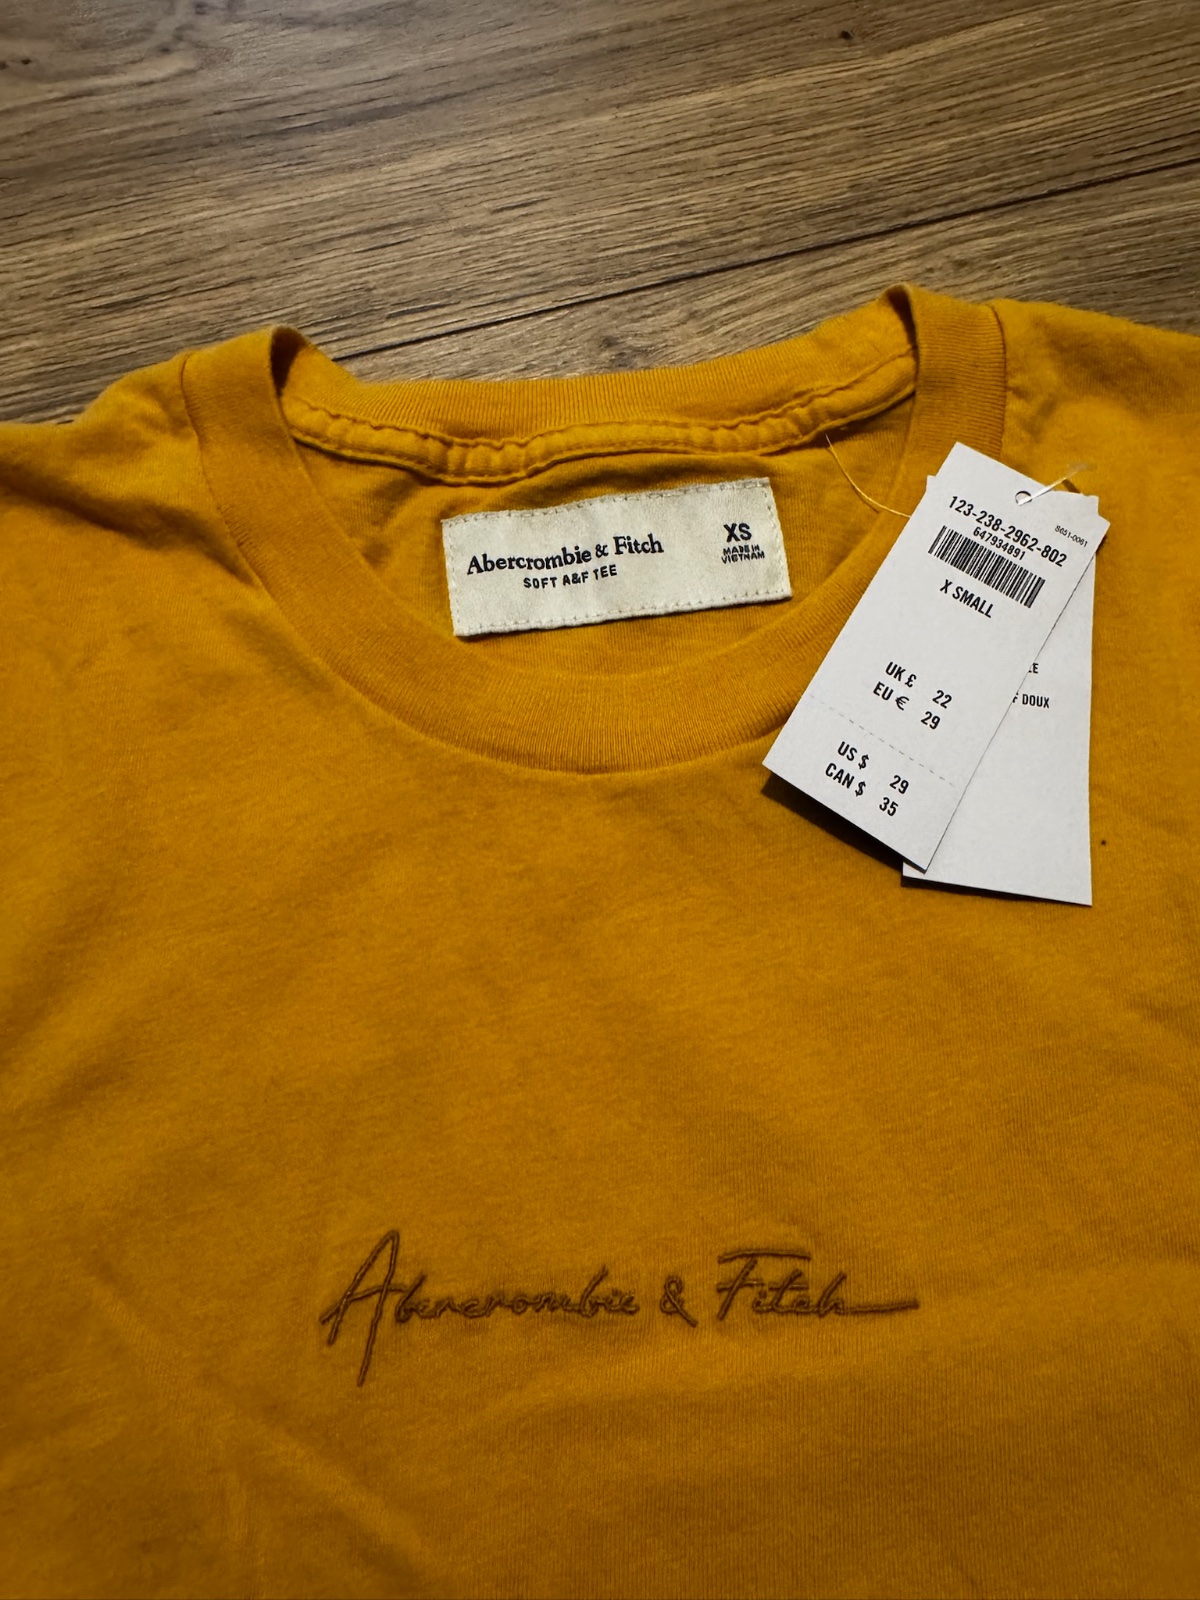 Abercrombie & Fitch
SOFT A&F TEE
XS
MADE IN
VIETNAM
123-238-2962-802
S651-0061
647934891
X SMALL
UK £ 22
EU € 29
US $ 29
CAN $ 35
DOUX
Abercrombie & Fitch